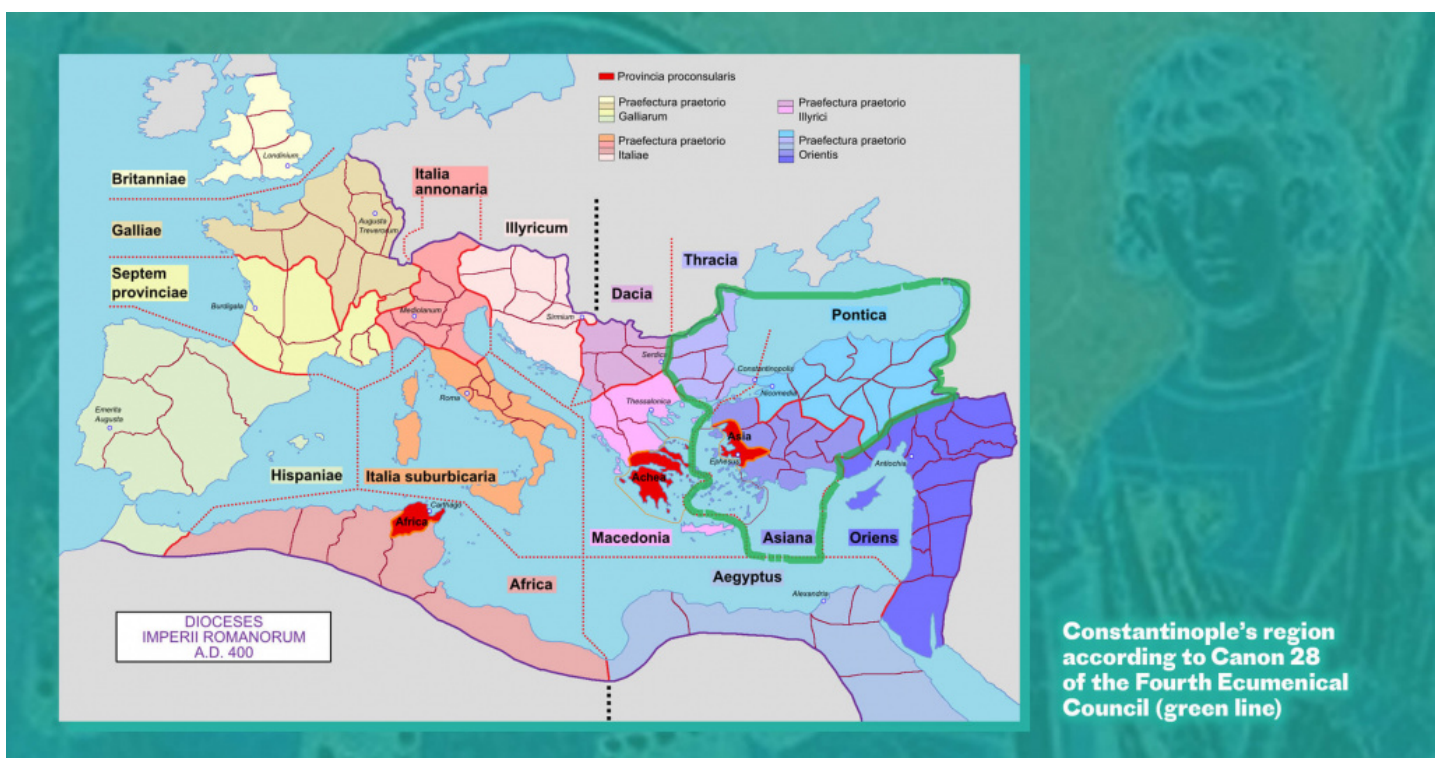 Provincia proconsularis
Praefectura praetorio
Galliarum
Praefectura praetorio
Italiae
Praefectura praetorio
Illyrici
Praefectura praetorio
Orientis
Londinium
Britanniae
Italia
annonaria
Augusta
Treverorum
Galliae
Illyricum
Thracia
Septem
provinciae
Dacia
Burdigala
Mediolanum
Sirmium
Pontica
Serdica
Constantinopolis
Nicomedia
Emerita
Augusta
Roma
Thessalonica
Asia
Ephesus
Antiochia
Hispaniae
Italia suburbicaria
Achea
Carthago
Africa
Macedonia
Asiana
Oriens
Africa
Aegyptus
Alexandria
DIOCESES
IMPERII ROMANORUM
A.D. 400
Constantinople's region
according to Canon 28
of the Fourth Ecumenical
Council (green line)